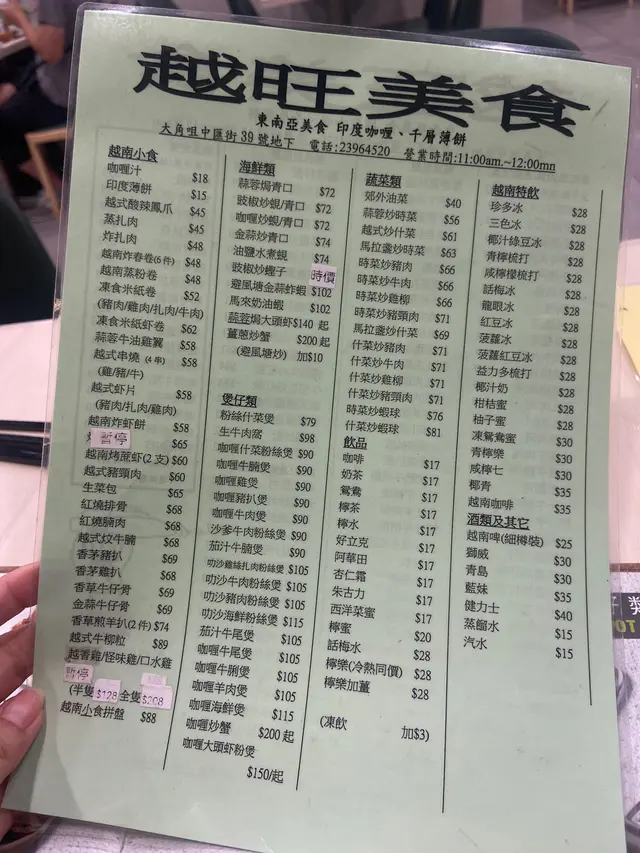 越旺美食
東南亞美食 印度咖喱、千層薄餅
大角咀中匯街 39 號地下 電話:23964520 營業時間:11:00am.~12:00mn
越南小食
咖喱汁 $18
印度薄餅 $15
越式酸辣鳳爪 $45
蒸扎肉 $45
炸扎肉 $48
越南炸春卷(6件) $48
越南蒸粉卷 $48
凍食米紙卷 $52
(豬肉/雞肉/扎肉/牛肉)
凍食米紙虾卷 $62
蒜蓉牛油雞翼 $58
越式串燒 (4串) $58
(雞/豬/牛)
越式虾片 $58
(豬肉/扎肉/雞肉)
越南炸虾餅 $58
暫停 $65
越南烤蔗虾(2支) $60
越式豬頸肉 $60
生菜包 $65
紅燒排骨 $68
紅燒腩肉 $68
越式炆牛腩 $68
香茅豬扒 $69
香茅雞扒 $68
香草牛仔骨 $69
金蒜牛仔骨 $69
香草煎羊扒(2件) $74
越式牛柳粒 $89
越香雞/怪味雞/口水雞
暫停
(半隻$128 全隻$208
越南小食拼盤 $88
海鮮類
蒜蓉焗青口 $72
豉椒炒蜆/青口 $72
咖喱炒蜆/青口 $72
金蒜炒青口 $74
油鹽水煮蜆 $74
豉椒炒蟶子 時價
避風塘金蒜蚱蝦 $102
馬來奶油蝦 $102
蒜蓉焗大頭虾$140 起
薑蔥炒蟹 $200 起
(避風塘炒) 加$10
煲仔類
粉絲什菜煲 $79
生牛肉窩 $98
咖喱什菜粉絲煲 $90
咖喱牛腩煲 $90
咖喱雞煲 $90
咖喱豬扒煲 $90
咖喱牛肉煲 $90
沙爹牛肉粉絲煲 $90
茄汁牛腩煲 $90
叻沙雞絲扎肉粉絲煲 $105
叻沙牛肉粉絲煲 $105
叻沙豬肉粉絲煲 $105
叻沙海鮮粉絲煲 $115
茄汁牛尾煲 $105
咖喱牛尾煲 $105
咖喱牛脷煲 $105
咖喱羊肉煲 $105
咖喱海鮮煲 $115
咖喱炒蟹 $200 起
咖喱大頭虾粉煲
$150/起
蔬菜類
郊外油菜 $40
蒜蓉炒時菜 $56
越式炒什菜 $61
馬拉盞炒時菜 $63
時菜炒豬肉 $66
時菜炒牛肉 $66
時菜炒雞柳 $66
時菜炒豬頸肉 $71
馬拉盞炒什菜 $69
什菜炒豬肉 $71
什菜炒牛肉 $71
什菜炒雞柳 $71
什菜炒豬頸肉 $71
時菜炒蝦球 $76
什菜炒蝦球 $81
飲品
咖啡 $17
奶茶 $17
鴛鴦 $17
檸茶 $17
檸水 $17
好立克 $17
阿華田 $17
杏仁霜 $17
朱古力 $17
西洋菜蜜 $17
檸蜜 $20
話梅水 $28
檸樂(冷熱同價) $28
檸樂加薑 $28
(凍飲 加$3)
越南特飲
珍多冰 $28
三色冰 $28
椰汁綠豆冰 $28
青檸梳打 $28
咸檸檬梳打 $28
話梅冰 $28
龍眼冰 $28
紅豆冰 $28
菠蘿冰 $28
菠蘿紅豆冰 $28
益力多梳打 $28
椰汁奶 $28
柑桔蜜 $28
柚子蜜 $28
凍鴛鴦蜜 $30
青檸樂 $30
咸檸七 $30
椰青 $35
越南咖啡 $35
酒類及其它
越南啤(細樽裝) $25
獅威 $30
青島 $30
藍妹 $35
健力士 $40
蒸餾水 $15
汽水 $15